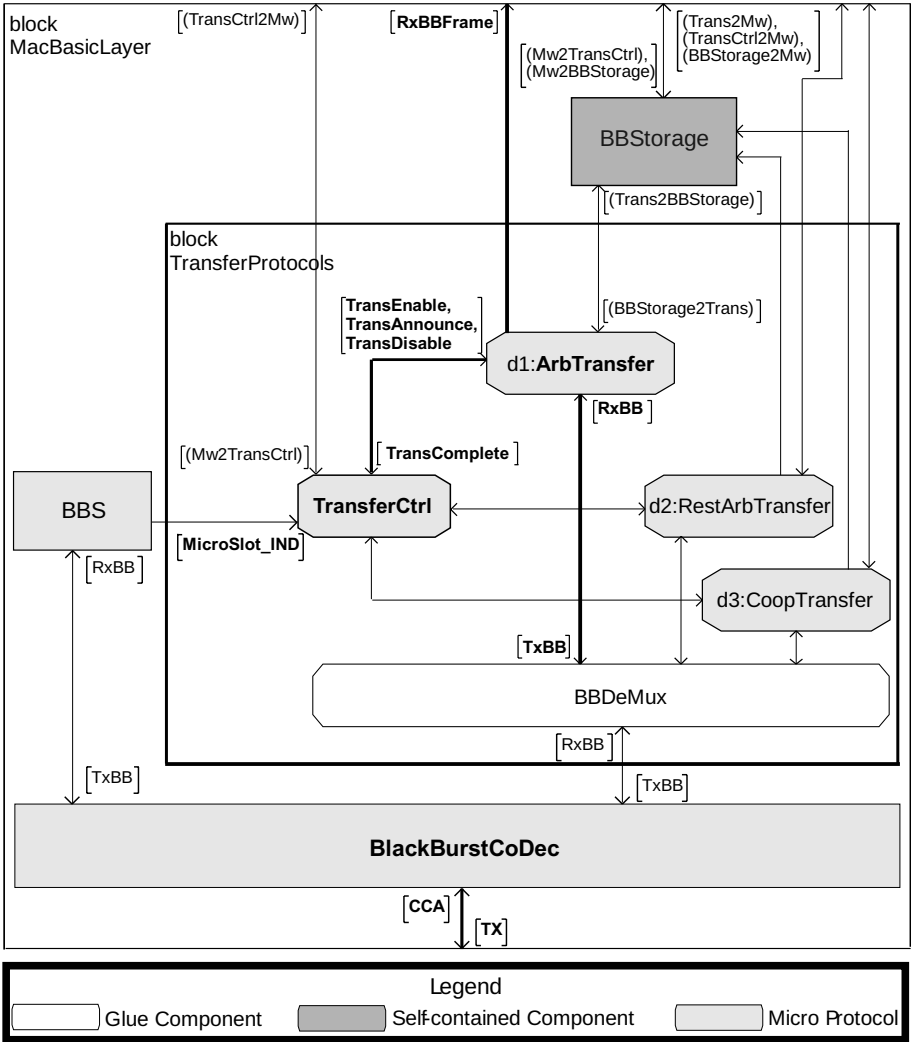 block
MacBasicLayer
[(TransCtrl2Mw)]
[RxBBFrame]
[(Trans2Mw),
(TransCtrl2Mw),
(BBStorage2Mw)]
[(Mw2TransCtrl),
(Mw2BBStorage)]
BBStorage
[(Trans2BBStorage)]
block
TransferProtocols
[TransEnable,
TransAnnounce,
TransDisable]
[(BBStorage2Trans)]
d1:ArbTransfer
[RxBB]
[(Mw2TransCtrl)]
[TransComplete]
BBS
TransferCtrl
d2:RestArbTransfer
[MicroSlot_IND]
[RxBB]
d3:CoopTransfer
[TxBB]
BBDeMux
[RxBB]
[TxBB]
[TxBB]
BlackBurstCoDec
[CCA]
[TX]
Legend
Glue Component
Self-contained Component
Micro Protocol